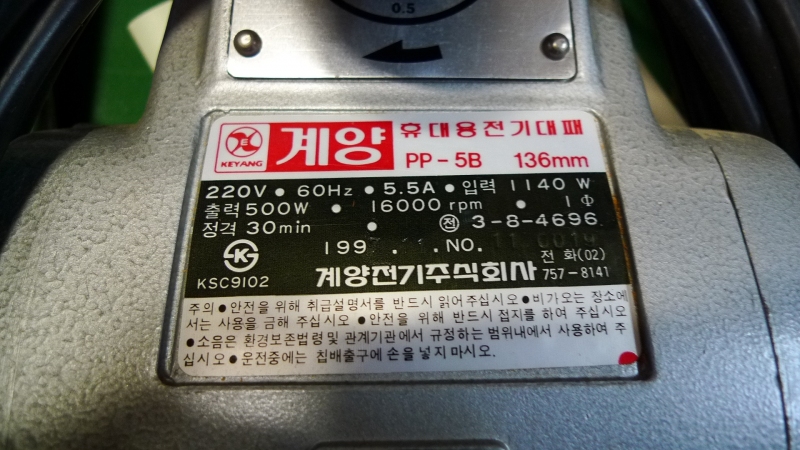 0.5
KEYANG 계양 휴대용전기대패
PP-5B 136mm
220V ● 60Hz ● 5.5A ● 입력 1140 W
출력 500W ● 16000 rpm ● 1Φ
정격 30min ● 전 3-8-4696
199 . . NO.
KSC9102 계양전기주식회사 전화(02) 757-8141
주의 ● 안전을 위해 취급설명서를 반드시 읽어주십시오 ● 비가오는 장소에
서는 사용을 금해 주십시오 ● 안전을 위해 반드시 접지를 하여 주십시오
● 소음은 환경보존법령 및 관계기관에서 규정하는 범위내에서 사용하여 주
십시오 ● 운전중에는 칩배출구에 손을 넣지 마시오.